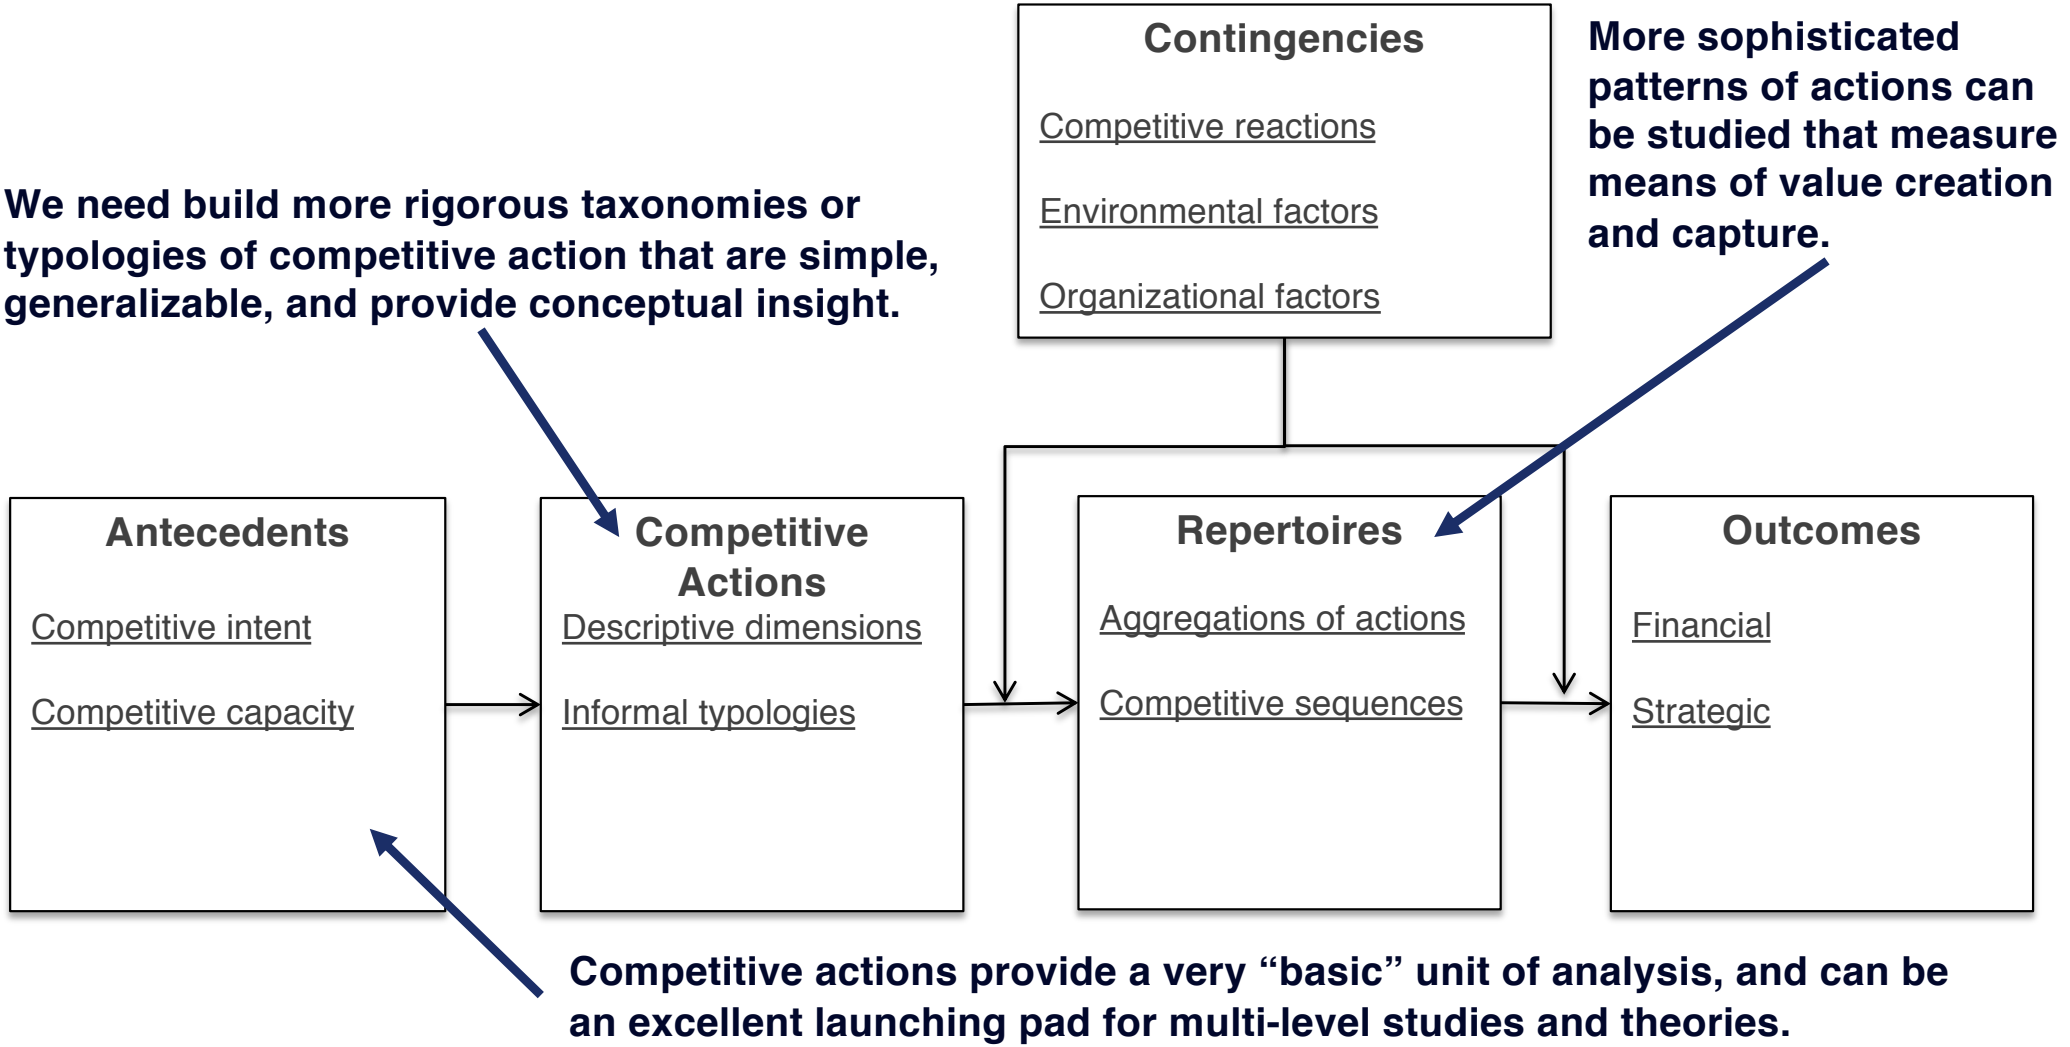 Contingencies
Competitive reactions
Environmental factors
Organizational factors
More sophisticated
patterns of actions can
be studied that measure
means of value creation
and capture.
We need build more rigorous taxonomies or
typologies of competitive action that are simple,
generalizable, and provide conceptual insight.
Antecedents
Competitive intent
Competitive capacity
Competitive
Actions
Descriptive dimensions
Informal typologies
Repertoires
Aggregations of actions
Competitive sequences
Outcomes
Financial
Strategic
Competitive actions provide a very “basic” unit of analysis, and can be
an excellent launching pad for multi-level studies and theories.